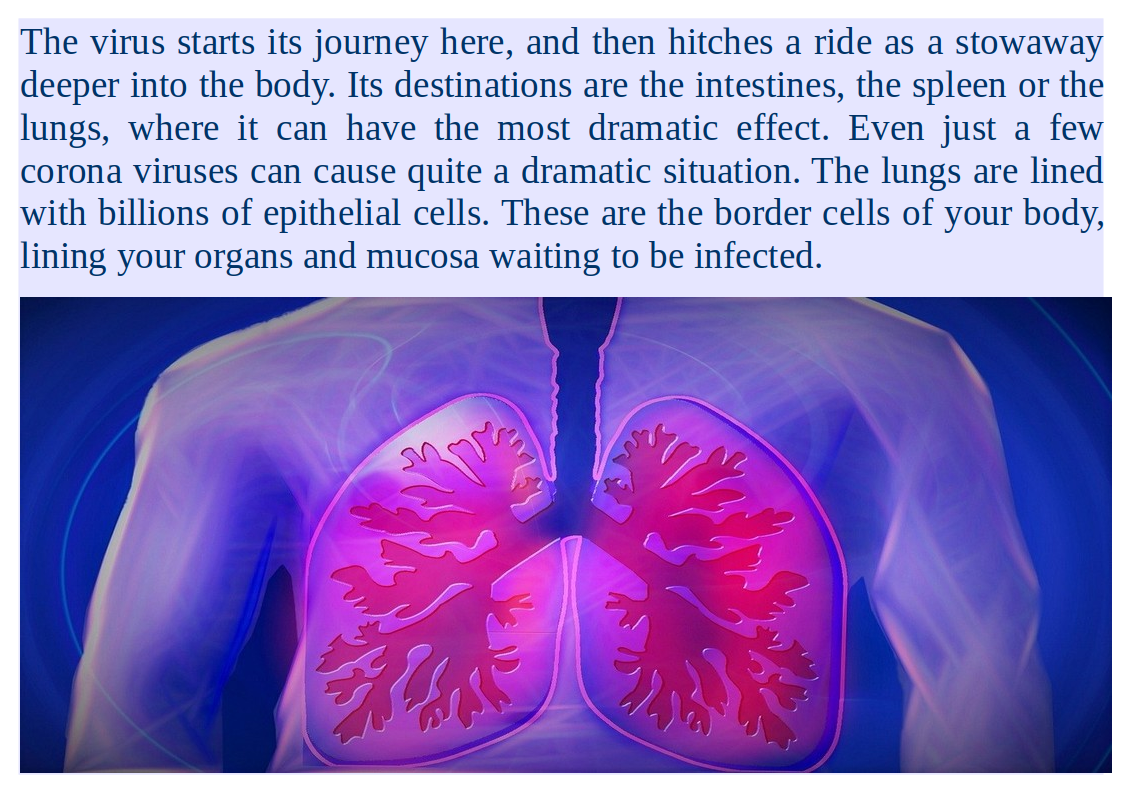 The virus starts its journey here, and then hitches a ride as a stowaway
deeper into the body. Its destinations are the intestines, the spleen or the
lungs, where it can have the most dramatic effect. Even just a few
corona viruses can cause quite a dramatic situation. The lungs are lined
with billions of epithelial cells. These are the border cells of your body,
lining your organs and mucosa waiting to be infected.